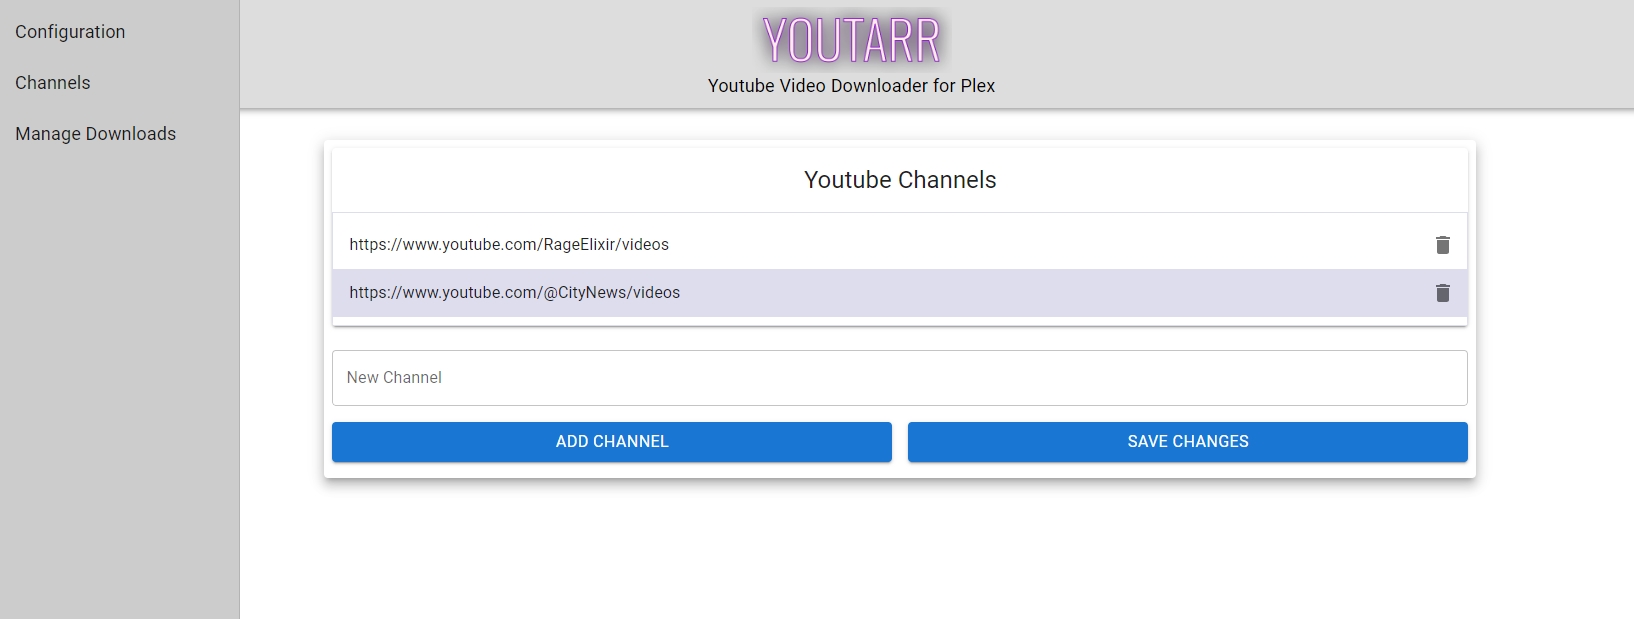 Configuration
Channels
Manage Downloads
YOUTARR
Youtube Video Downloader for Plex
Youtube Channels
https://www.youtube.com/RageElixir/videos
https://www.youtube.com/@CityNews/videos
New Channel
ADD CHANNEL
SAVE CHANGES